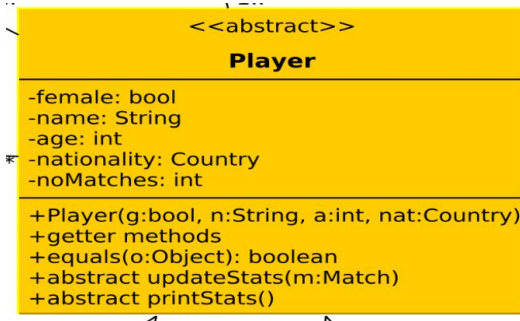 <<abstract>>
Player
-female: bool
-name: String
-age: int
-nationality: Country
-noMatches: int
+Player(g:bool, n:String, a:int, nat:Country)
+getter methods
+equals(o:Object): boolean
+abstract updateStats(m:Match)
+abstract printStats()